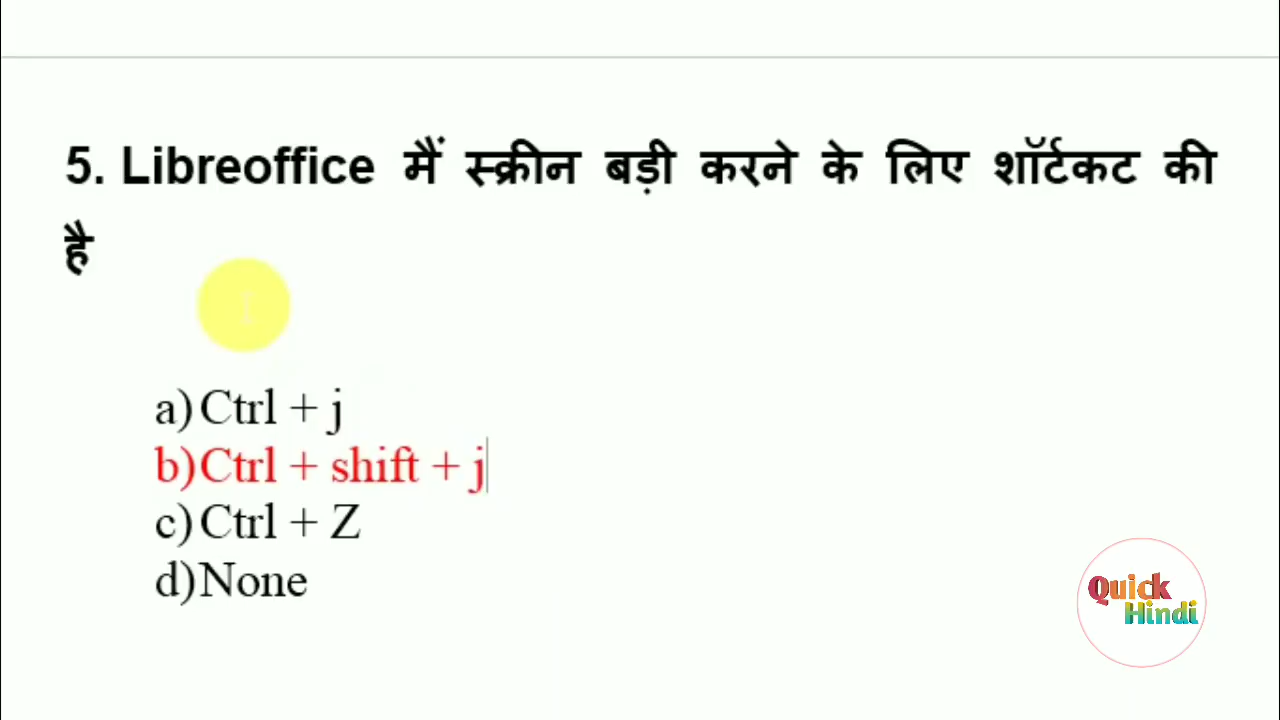 5. Libreoffice मैं स्क्रीन बड़ी करने के लिए शॉर्टकट की
है
a) Ctrl + j
b) Ctrl + shift + j
c) Ctrl + Z
d) None
Quick
Hindi